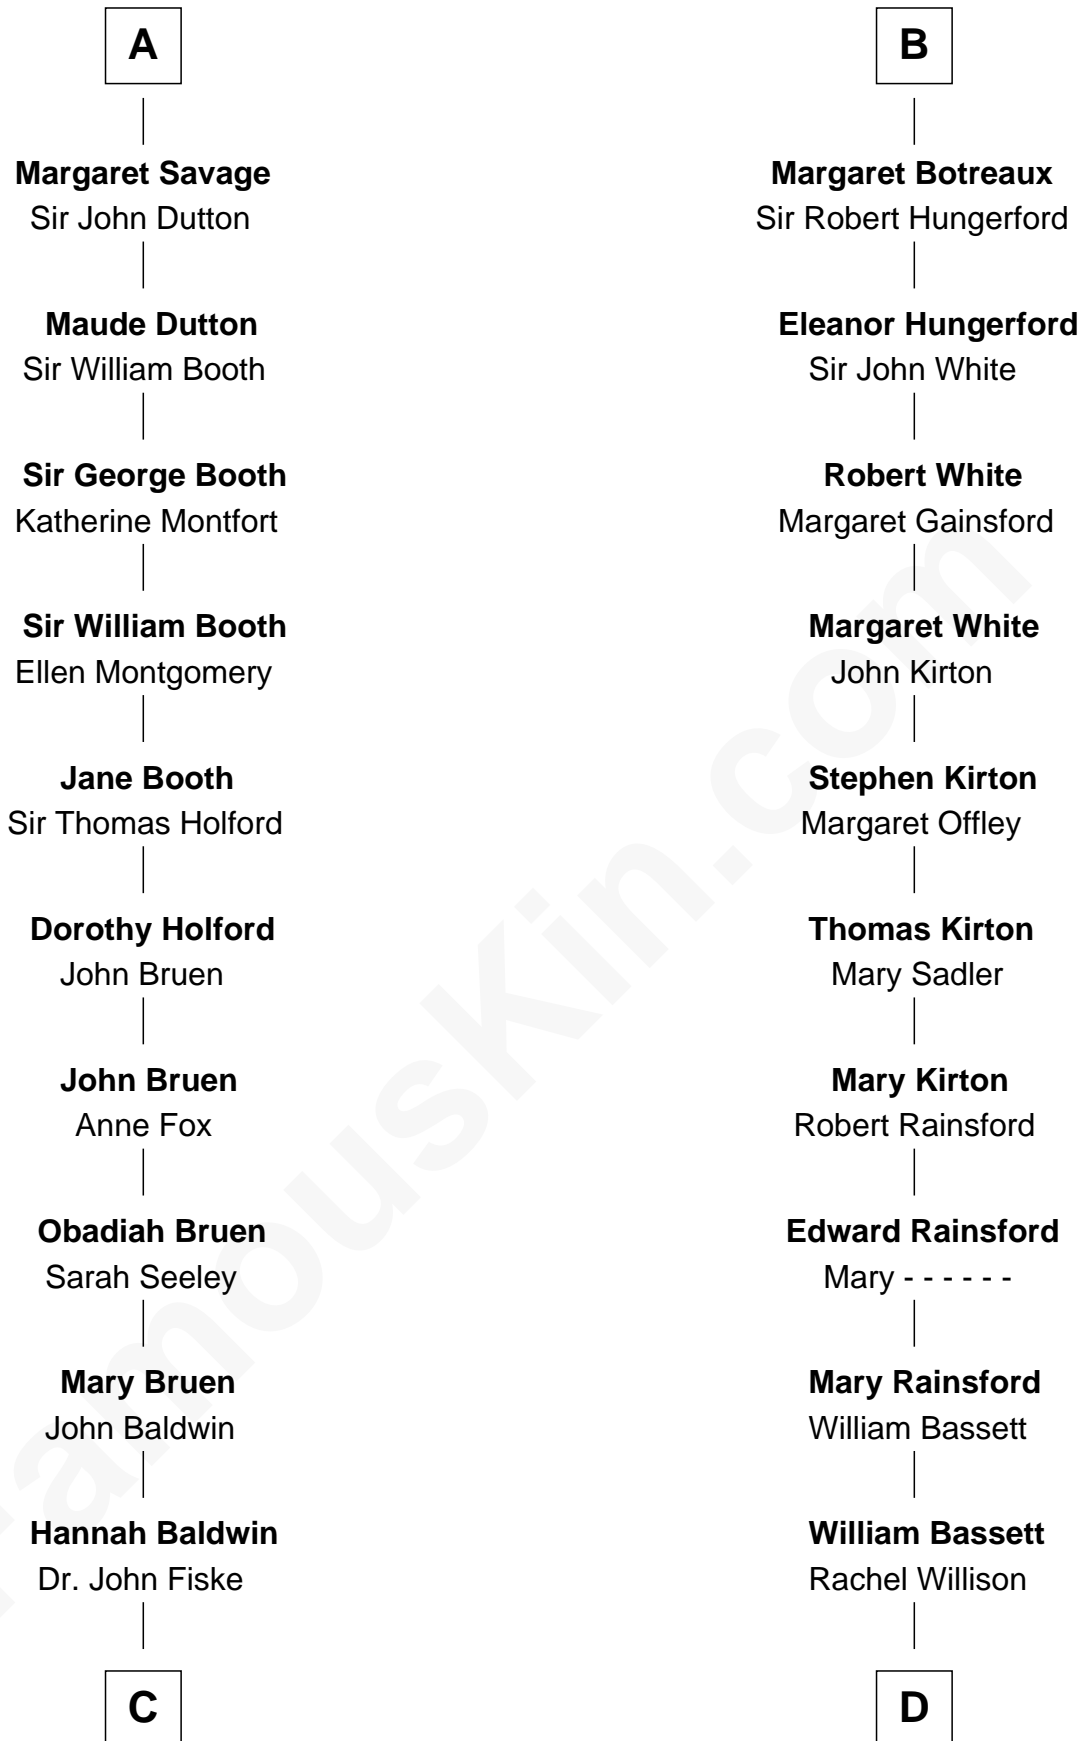 A
Margaret Savage
Sir John Dutton
Maude Dutton
Sir William Booth
Sir George Booth
Katherine Montfort
Sir William Booth
Ellen Montgomery
Jane Booth
Sir Thomas Holford
Dorothy Holford
John Bruen
John Bruen
Anne Fox
Obadiah Bruen
Sarah Seeley
Mary Bruen
John Baldwin
Hannah Baldwin
Dr. John Fiske
C
B
Margaret Botreaux
Sir Robert Hungerford
Eleanor Hungerford
Sir John White
Robert White
Margaret Gainsford
Margaret White
John Kirton
Stephen Kirton
Margaret Offley
Thomas Kirton
Mary Sadler
Mary Kirton
Robert Rainsford
Edward Rainsford
Mary - - - - - -
Mary Rainsford
William Bassett
William Bassett
Rachel Willison
D
FamousKin.com